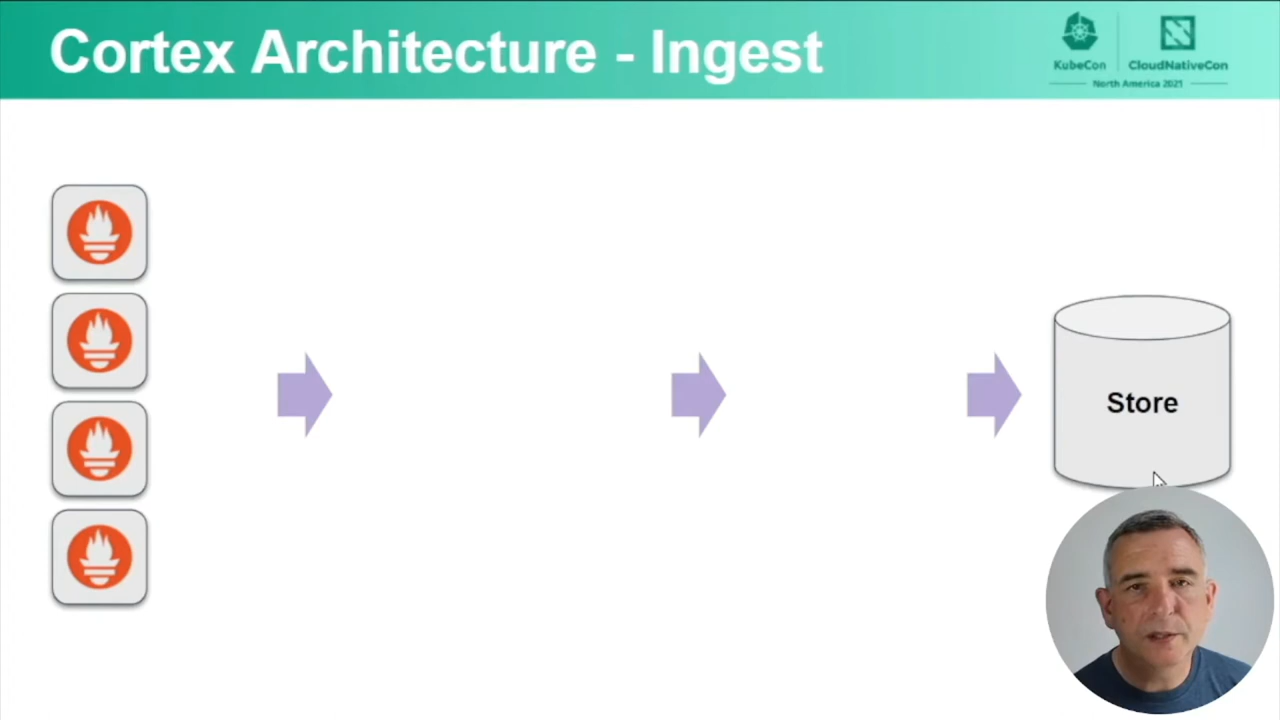 Cortex Architecture - Ingest
KubeCon
CloudNativeCon
North America 2021
Store